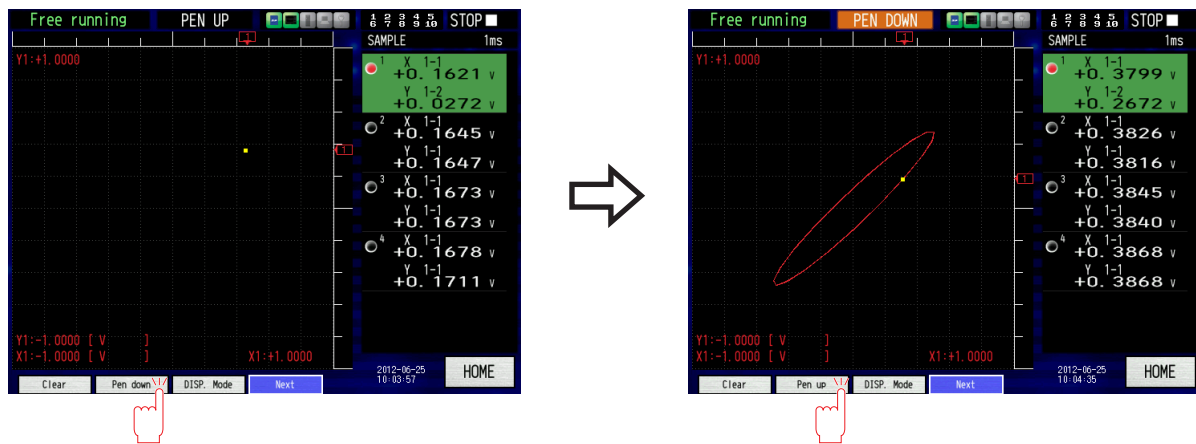 Free running PEN UP 1 2 3 4 5 6 7 8 9 10 STOP
SAMPLE 1ms
1
Y1:+1.0000
1 X 1-1
+0.1621 V
Y 1-2
+0.0272 V
2 X 1-1
+0.1645 V
Y 1-1
+0.1647 V
1
3 X 1-1
+0.1673 V
Y 1-1
+0.1673 V
4 X 1-1
+0.1678 V
Y 1-1
+0.1711 V
Y1:-1.0000 [ V ]
X1:-1.0000 [ V ] X1:+1.0000
2012-06-25
10:03:57
HOME
Clear Pen down DISP. Mode Next
Free running PEN DOWN 1 2 3 4 5 6 7 8 9 10 STOP
SAMPLE 1ms
1
Y1:+1.0000
1 X 1-1
+0.3799 V
Y 1-2
+0.2672 V
2 X 1-1
+0.3826 V
Y 1-1
+0.3816 V
1
3 X 1-1
+0.3845 V
Y 1-1
+0.3840 V
4 X 1-1
+0.3868 V
Y 1-1
+0.3868 V
Y1:-1.0000 [ V ]
X1:-1.0000 [ V ] X1:+1.0000
2012-06-25
10:04:35
HOME
Clear Pen up DISP. Mode Next